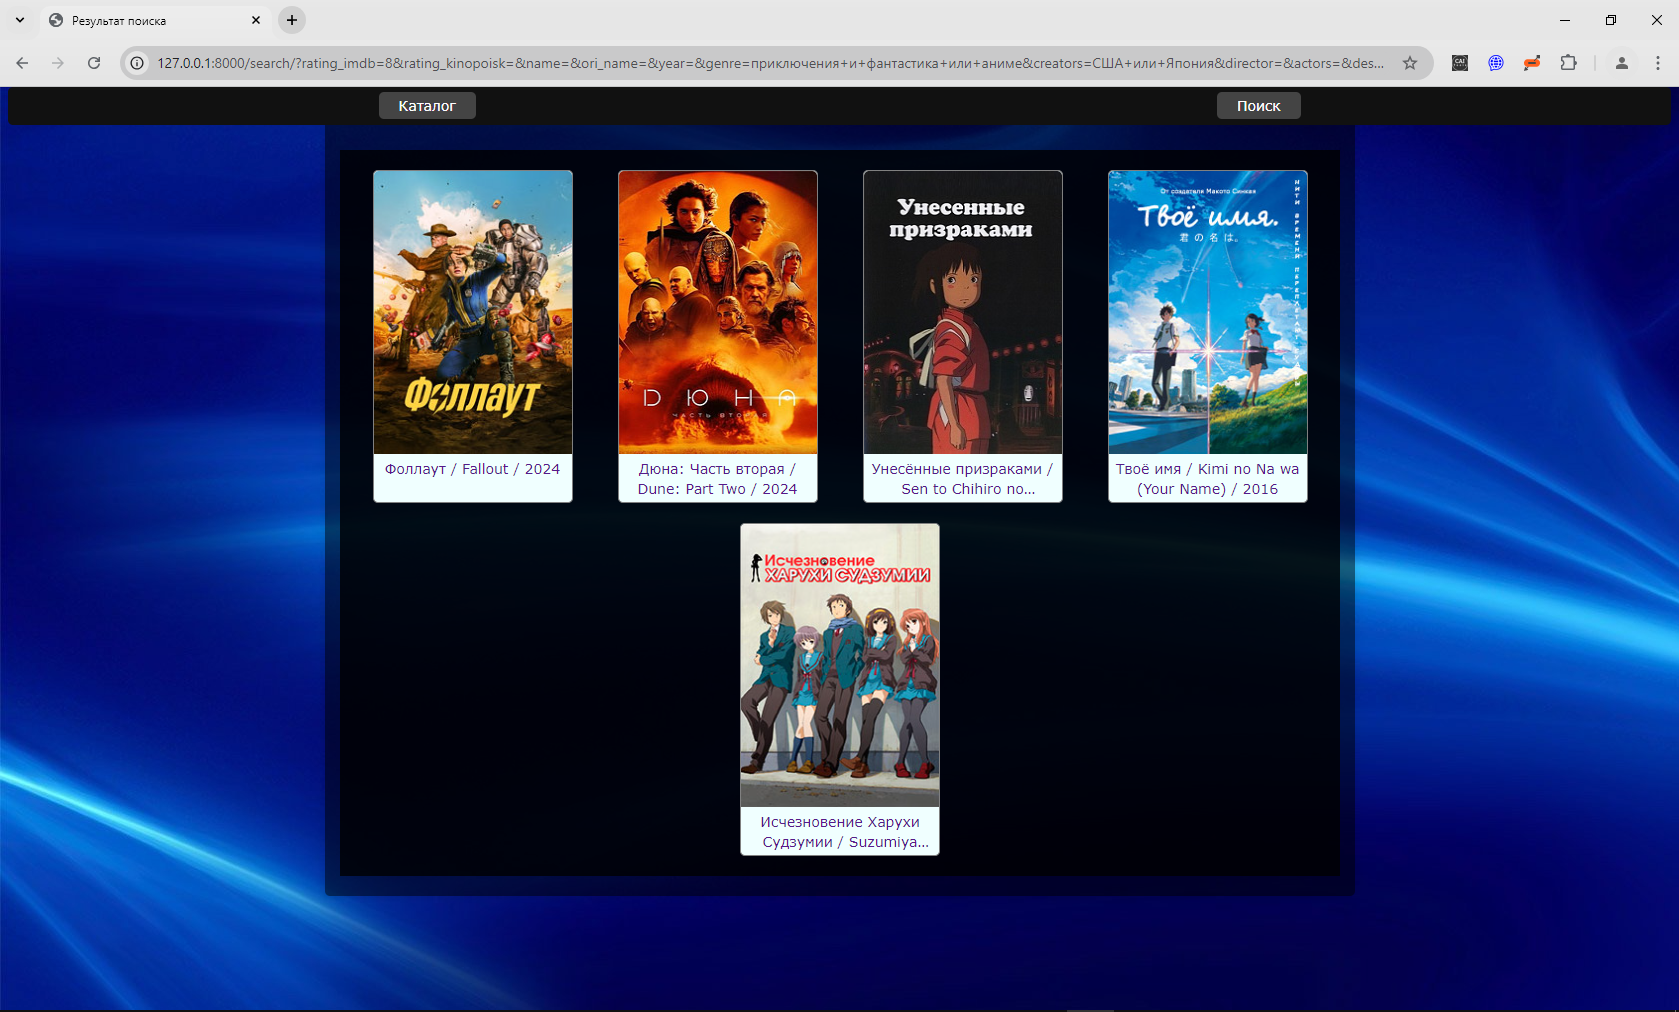 Результат поиска
127.0.0.1:8000/search/?rating_imdb=8&rating_kinopoisk=&name=&ori_name=&year=&genre=приключения+и+фантастика+или+аниме&creators=США+или+Япония&director=&actors=&des...
Каталог
Поиск
Фоллаут
Фоллаут / Fallout / 2024
ДЮНА
ЧАСТЬ ВТОРАЯ
Дюна: Часть вторая /
Dune: Part Two / 2024
Унесенные
призраками
Унесённые призраками /
Sen to Chihiro no...
От создателя Макото Синкая
Твоё имя.
君の名は。
НИТИ ВРЕМЕНИ ПЕРЕПЛЕТАЮТ
Твоё имя / Kimi no Na wa
(Your Name) / 2016
Исчезновение
ХАРУХИ СУДЗУМИИ
Исчезновение Харухи
Судзумии / Suzumiya...